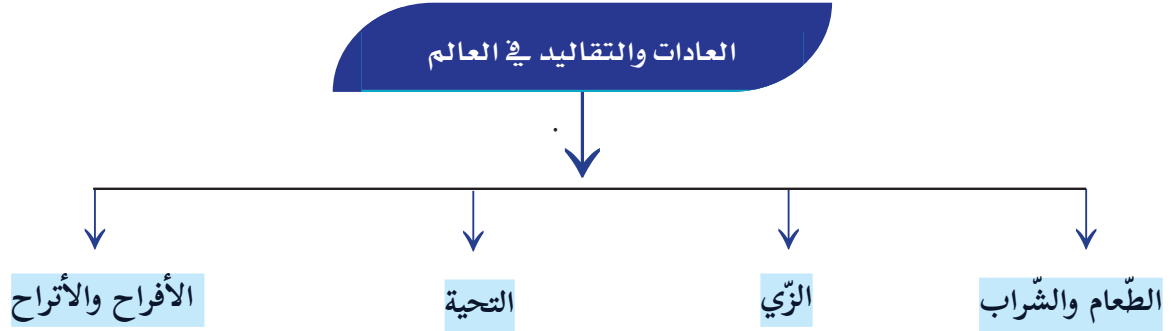 العادات والتقاليد في العالم
الطّعام والشّراب
الزّي
التحية
الأفراح والأتراح